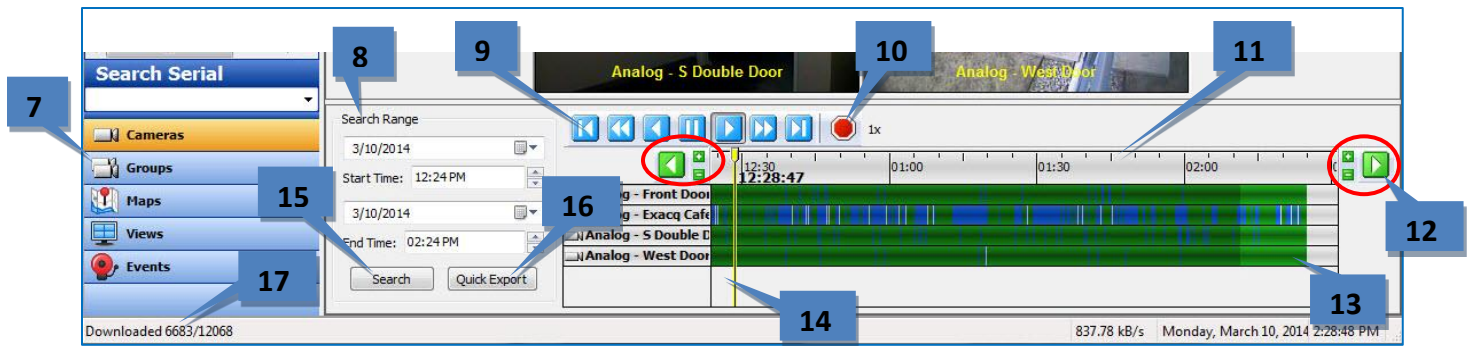 8
9
10
11
Search Serial
Analog - S Double Door
Analog - West Door
7
Cameras
Search Range
1x
3/10/2014
Groups
Start Time: 12:24 PM
12:30
01:00
01:30
02:00
12:28:47
Maps
15
16
12
- Front Door
3/10/2014
- Exacq Cafe
Views
End Time: 02:24 PM
Analog - S Double D
Analog - West Door
Events
17
Search
Quick Export
13
14
Downloaded 6683/12068
837.78 kB/s
Monday, March 10, 2014 2:28:48 PM